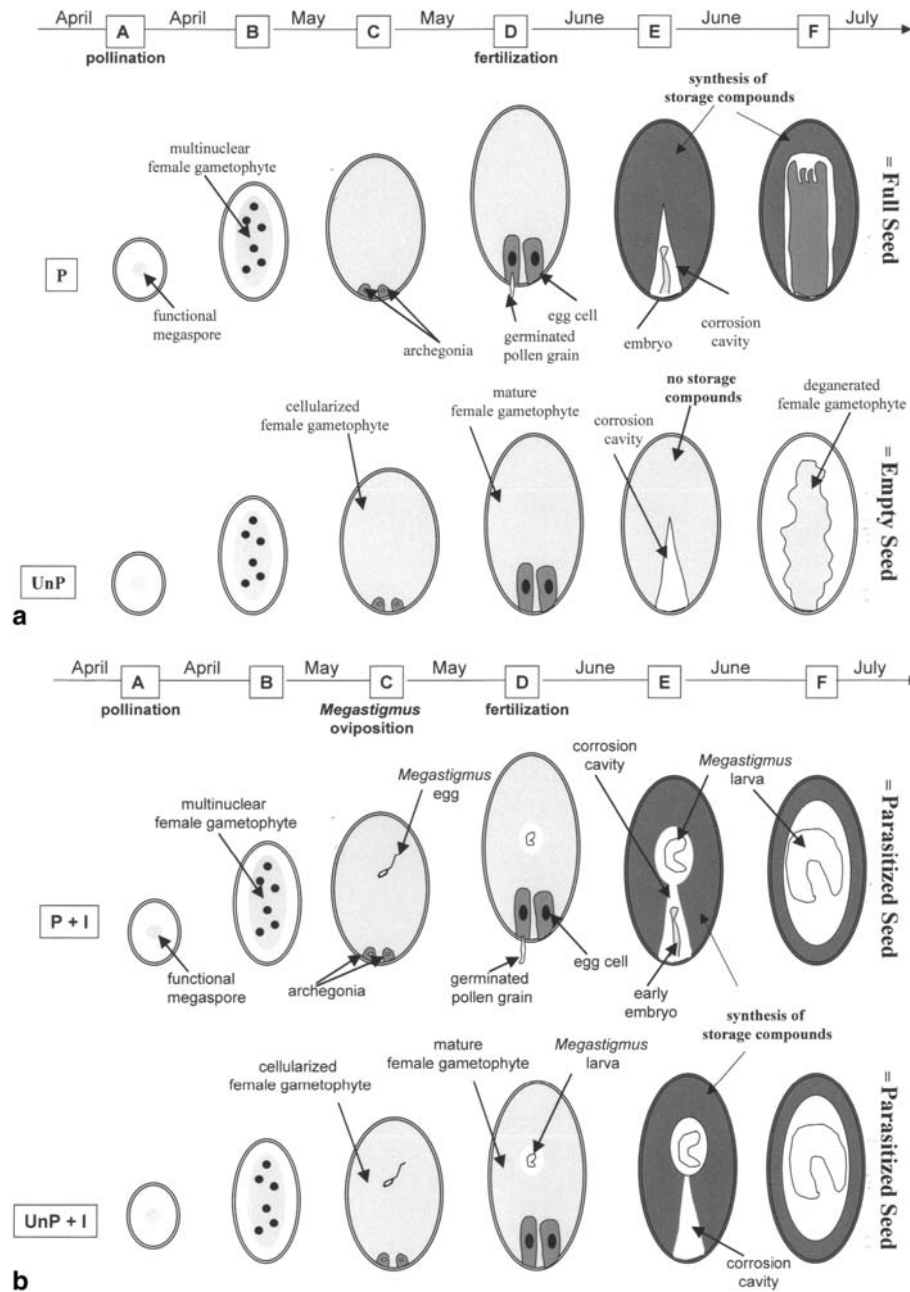 April A April B May C May D June E June F July
pollination fertilization
synthesis of
storage compounds
multinuclear
female gametophyte
P
functional
megaspore
archegonia
germinated
pollen grain
egg cell
embryo
corrosion
cavity
= Full Seed
cellularized
female gametophyte
mature
female gametophyte
corrosion
cavity
no storage
compounds
deganerated
female gametophyte
UnP
= Empty Seed
a
April A April B May C May D June E June F July
pollination Megastigmus fertilization
oviposition
multinuclear
female gametophyte
Megastigmus
egg
corrosion
cavity
Megastigmus
larva
P + I
functional
megaspore
archegonia
germinated
pollen grain
egg cell
early
embryo
= Parasitized Seed
synthesis of
storage compounds
cellularized
female gametophyte
mature
female gametophyte
Megastigmus
larva
UnP + I
corrosion
cavity
= Parasitized Seed
b